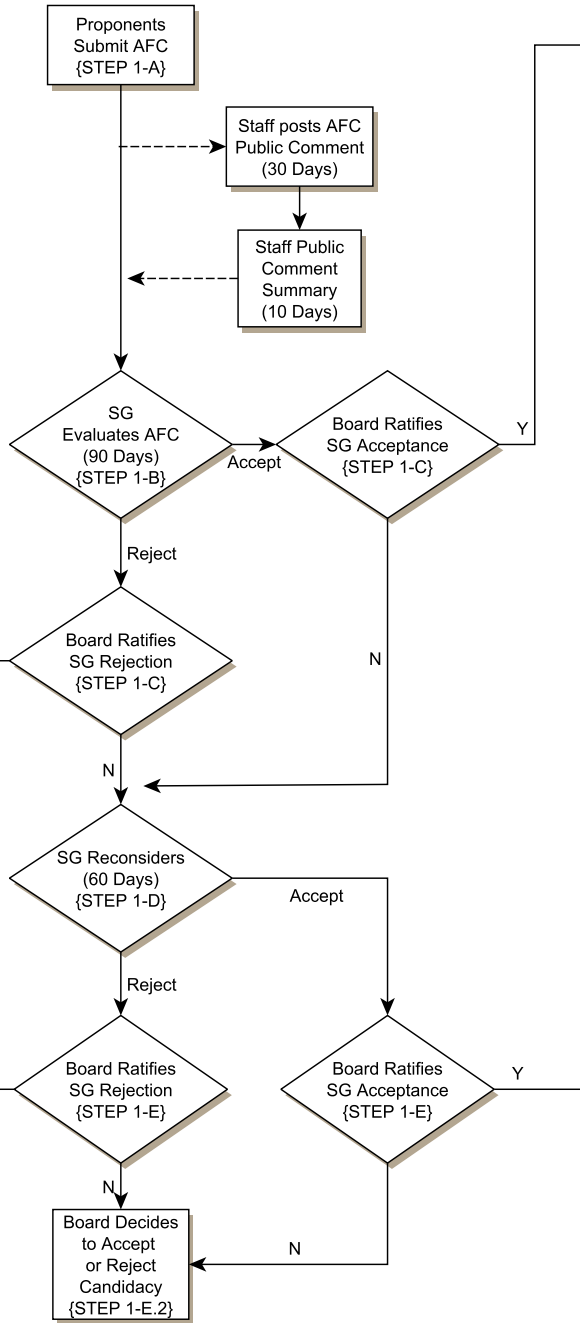 Proponents
Submit AFC
{STEP 1-A}
Staff posts AFC
Public Comment
(30 Days)
Staff Public
Comment
Summary
(10 Days)
SG
Evaluates AFC
(90 Days)
{STEP 1-B}
Accept
Board Ratifies
SG Acceptance
{STEP 1-C}
Y
Reject
Board Ratifies
SG Rejection
{STEP 1-C}
N
N
SG Reconsiders
(60 Days)
{STEP 1-D}
Accept
Reject
Board Ratifies
SG Rejection
{STEP 1-E}
Board Ratifies
SG Acceptance
{STEP 1-E}
Y
N
Board Decides
to Accept
or Reject
Candidacy
{STEP 1-E.2}
N